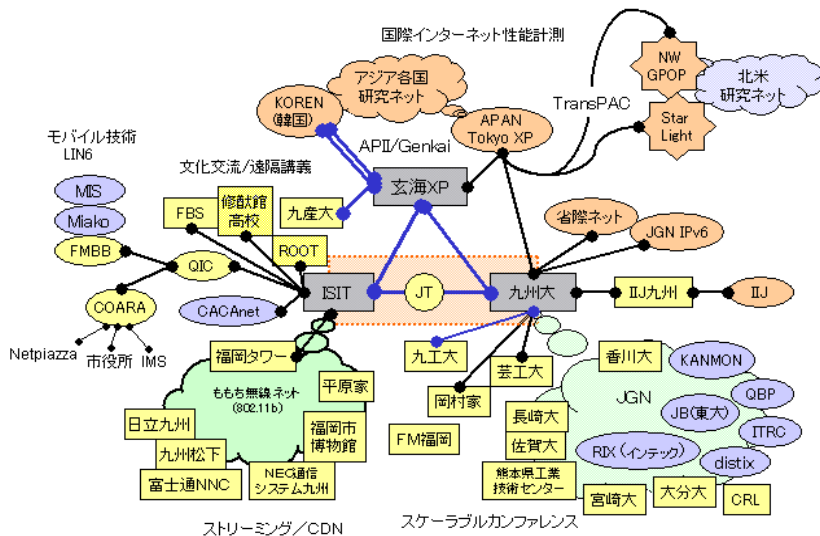 国際インターネット性能計測
NW
GPOP
北米
研究ネット
アジア各国
研究ネット
KOREN
(韓国)
TransPAC
APAN
Tokyo XP
Star
Light
モバイル技術
LIN6
APII/Genkai
文化交流/遠隔講義
玄海XP
MIS
修猷館
高校
九産大
FBS
省際ネット
Miako
JGN IPv6
FMBB
QIC
ROOT
ISIT
JT
九州大
IIJ九州
IIJ
COARA
CACAnet
Netpiazza
市役所
IMS
福岡タワー
九工大
香川大
芸工大
KANMON
ももち無線ネット
(802.11b)
平原家
岡村家
JGN
QBP
日立九州
長崎大
JB(東大)
福岡市
博物館
FM福岡
佐賀大
ITRC
九州松下
RIX(インテック)
distix
富士通NNC
NEC通信
システム九州
熊本県工業
技術センター
宮崎大
大分大
CRL
ストリーミング/CDN
スケーラブルカンファレンス